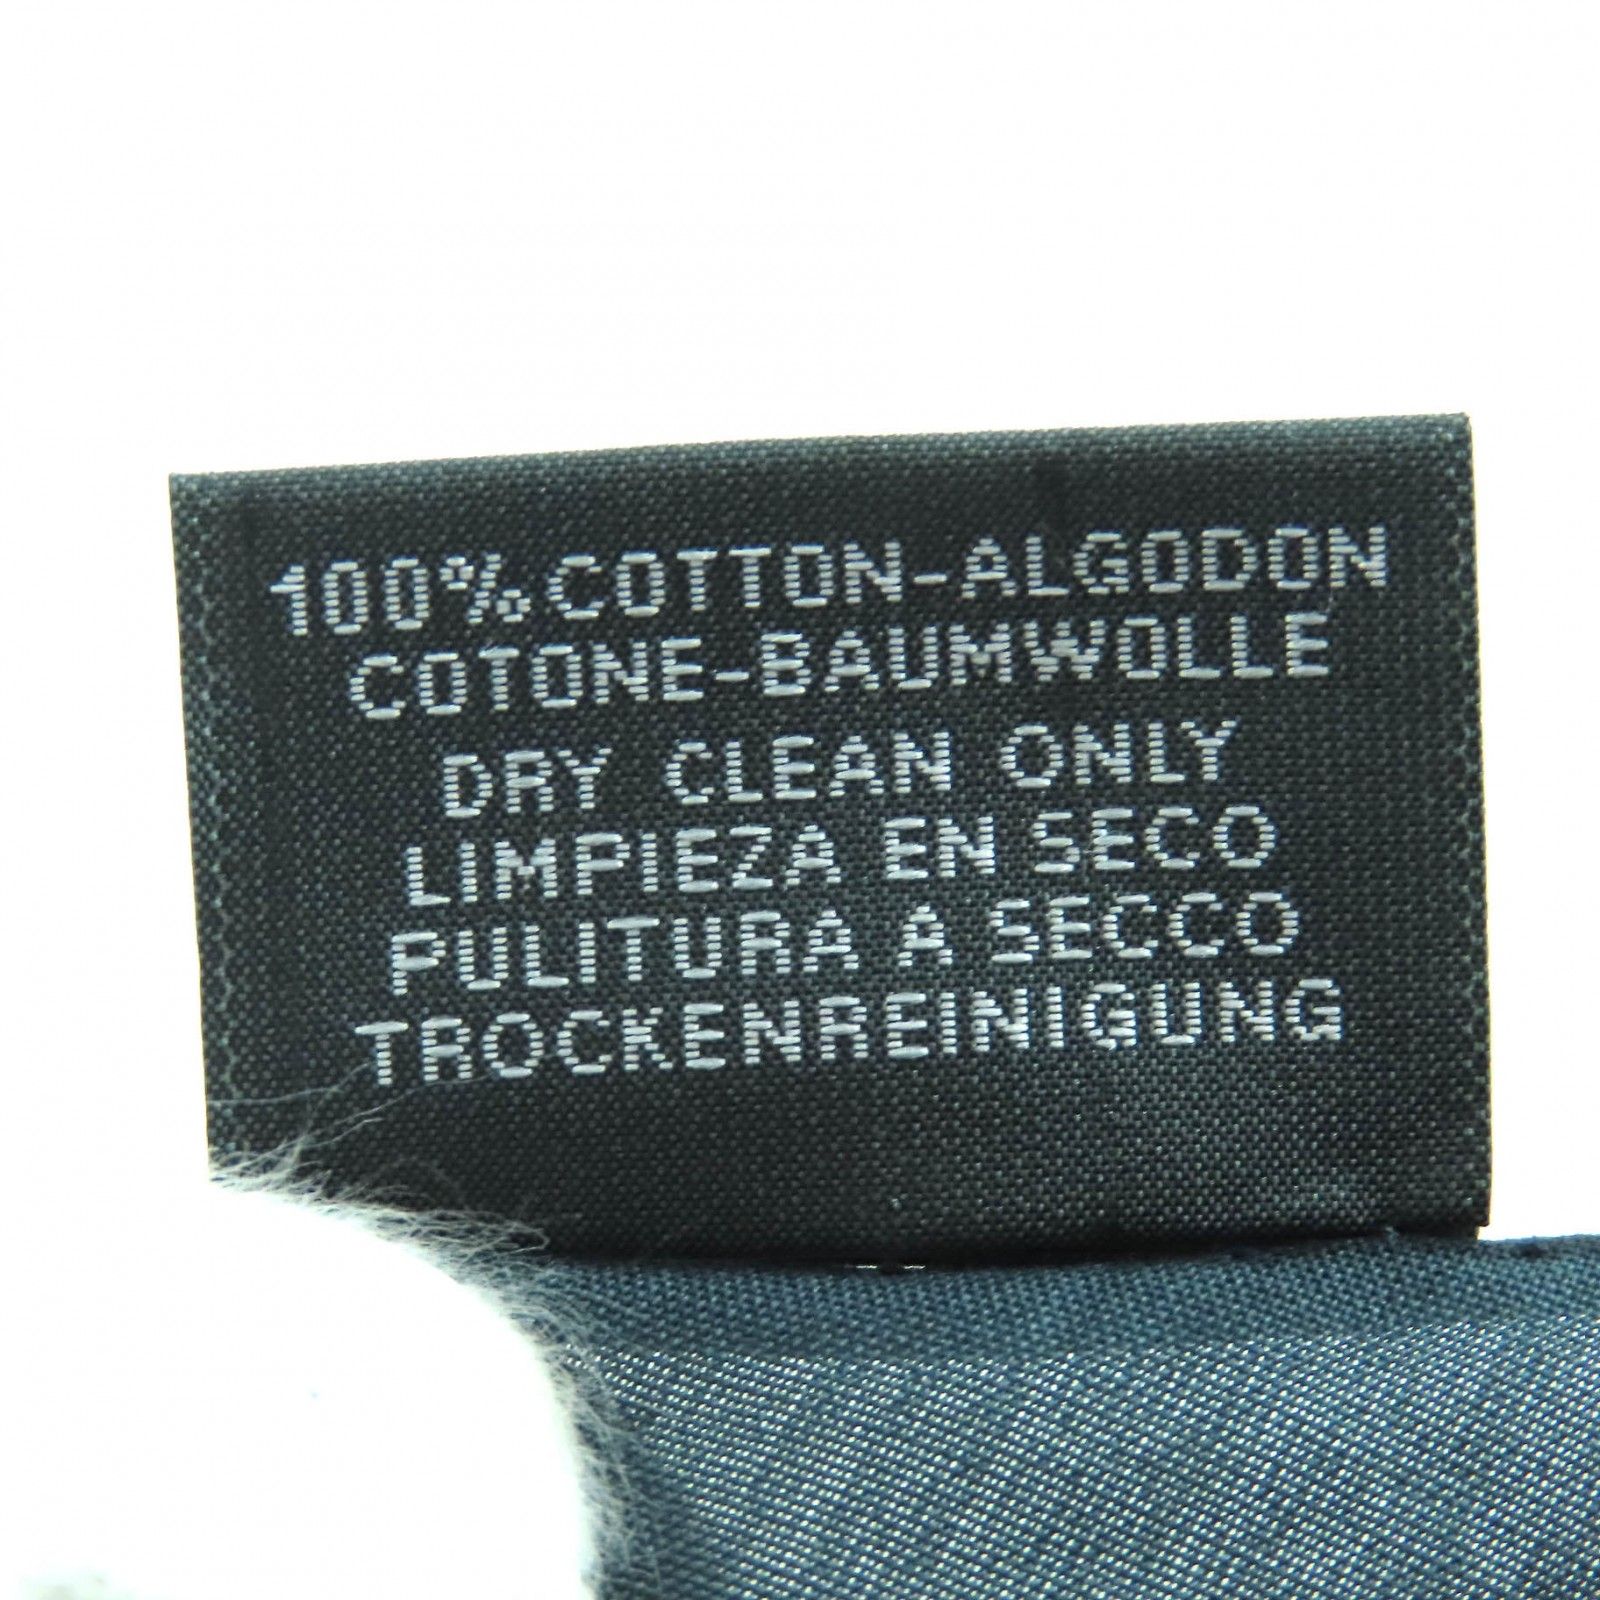 100%COTTON-ALGODON
COTONE-BAUMWOLLE
DRY CLEAN ONLY
LIMPIEZA EN SECO
PULITURA A SECCO
TROCKENREINIGUNG